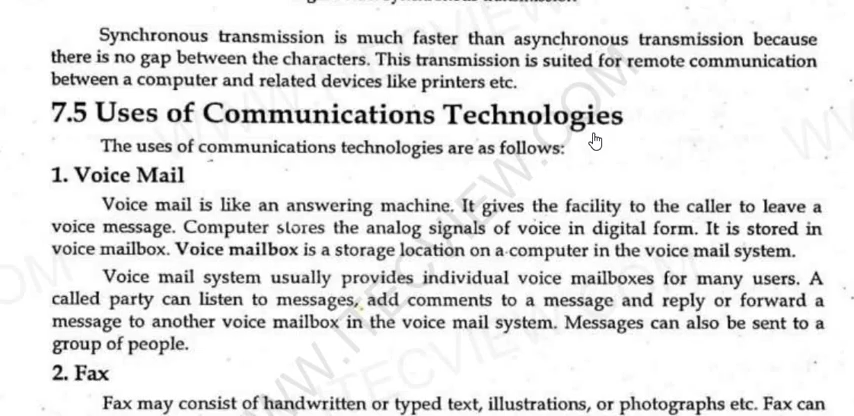 Synchronous transmission is much faster than asynchronous transmission because
there is no gap between the characters. This transmission is suited for remote communication
between a computer and related devices like printers etc.
7.5 Uses of Communications Technologies
The uses of communications technologies are as follows:
1. Voice Mail
Voice mail is like an answering machine. It gives the facility to the caller to leave a
voice message. Computer stores the analog signals of voice in digital form. It is stored in
voice mailbox. Voice mailbox is a storage location on a computer in the voice mail system.
Voice mail system usually provides individual voice mailboxes for many users. A
called party can listen to messages, add comments to a message and reply or forward a
message to another voice mailbox in the voice mail system. Messages can also be sent to a
group of people.
2. Fax
Fax may consist of handwritten or typed text, illustrations, or photographs etc. Fax can
WWW.ITECVIEW.COM